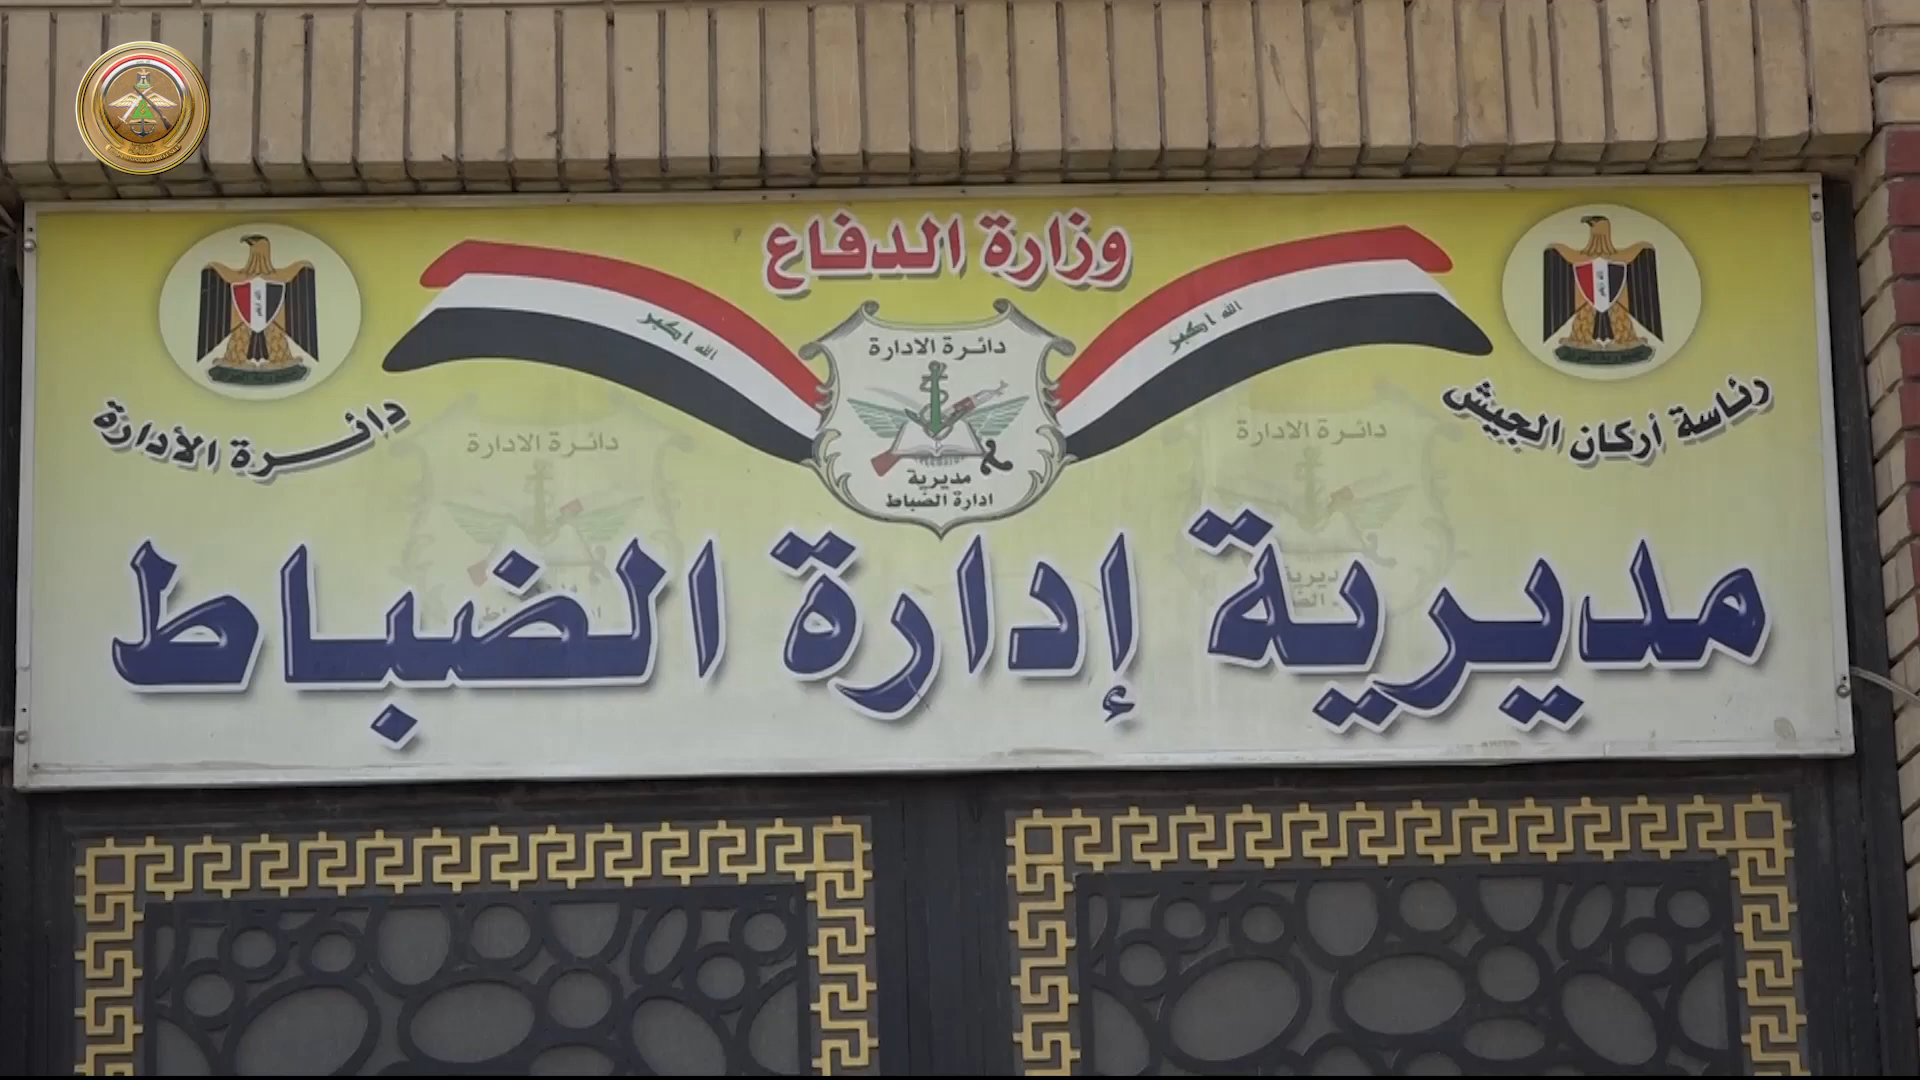 وزارة الدفاع
رئاسة أركان الجيش
دائرة الأدارة
الله اكبر
الله اكبر
دائرة الادارة
مديرية
ادارة الضباط
دائرة الادارة
دائرة الادارة
مديرية إدارة الضباط